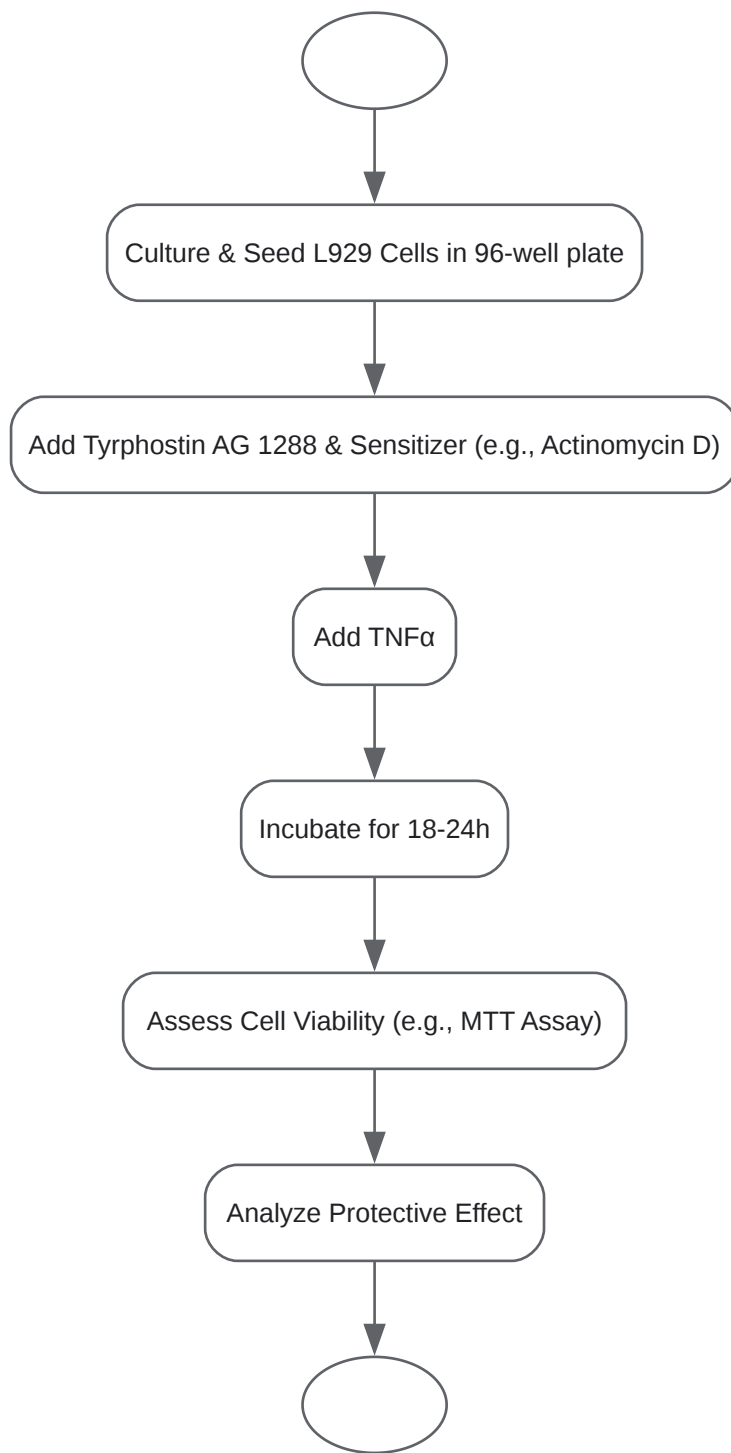 Culture & Seed L929 Cells in 96-well plate
Add Tyrphostin AG 1288 & Sensitizer (e.g., Actinomycin D)
Add TNFα
Incubate for 18-24h
Assess Cell Viability (e.g., MTT Assay)
Analyze Protective Effect